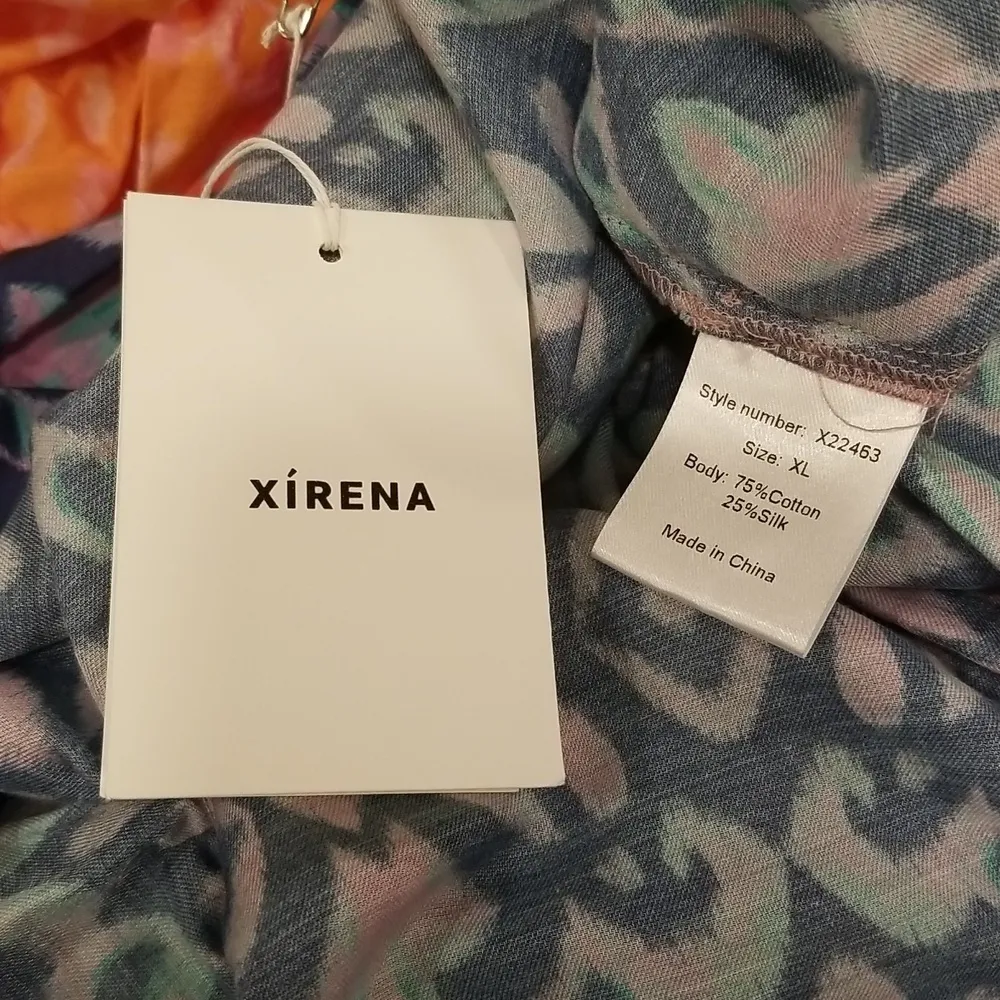 XÍRENA
Style number: X22463
Size: XL
Body: 75%Cotton
25%Silk
Made in China